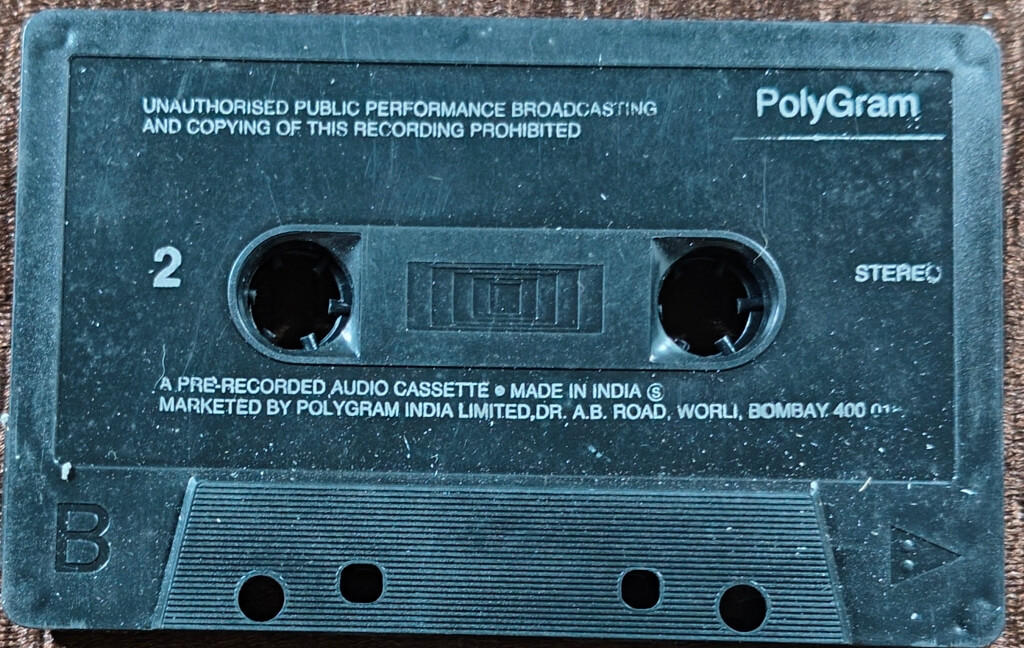 UNAUTHORISED PUBLIC PERFORMANCE BROADCASTING
AND COPYING OF THIS RECORDING PROHIBITED
PolyGram
2
STEREO
A PRE-RECORDED AUDIO CASSETTE • MADE IN INDIA Ⓢ
MARKETED BY POLYGRAM INDIA LIMITED,DR. A.B. ROAD, WORLI, BOMBAY 400
B